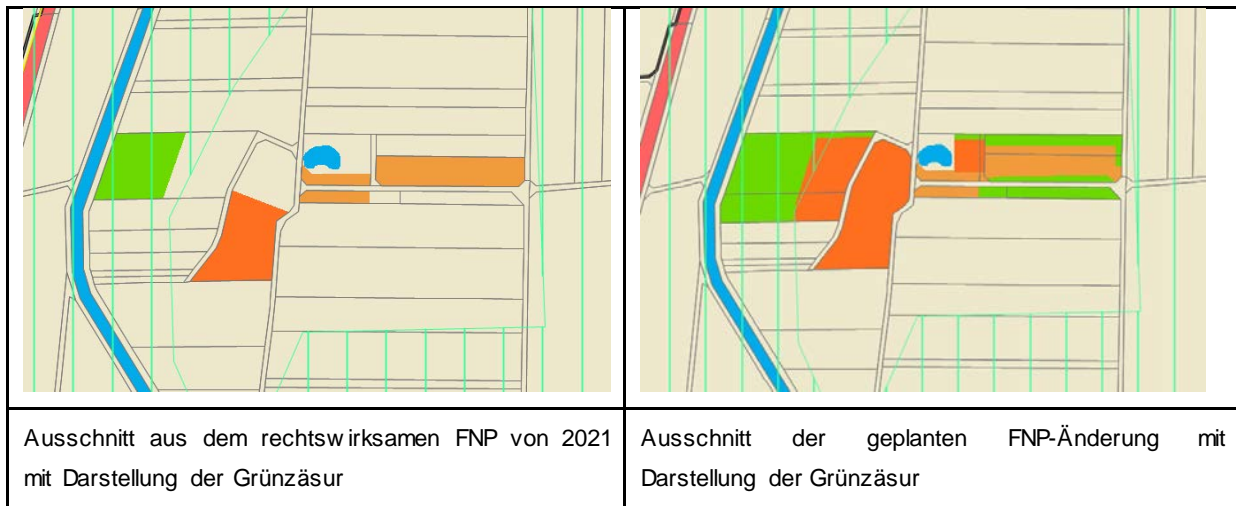 Ausschnitt aus dem rechtswirksamen FNP von 2021
mit Darstellung der Grünzäsur
Ausschnitt der geplanten FNP-Änderung mit
Darstellung der Grünzäsur